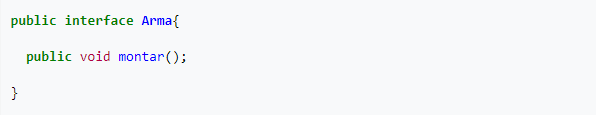 public interface Arma{
public void montar();
}